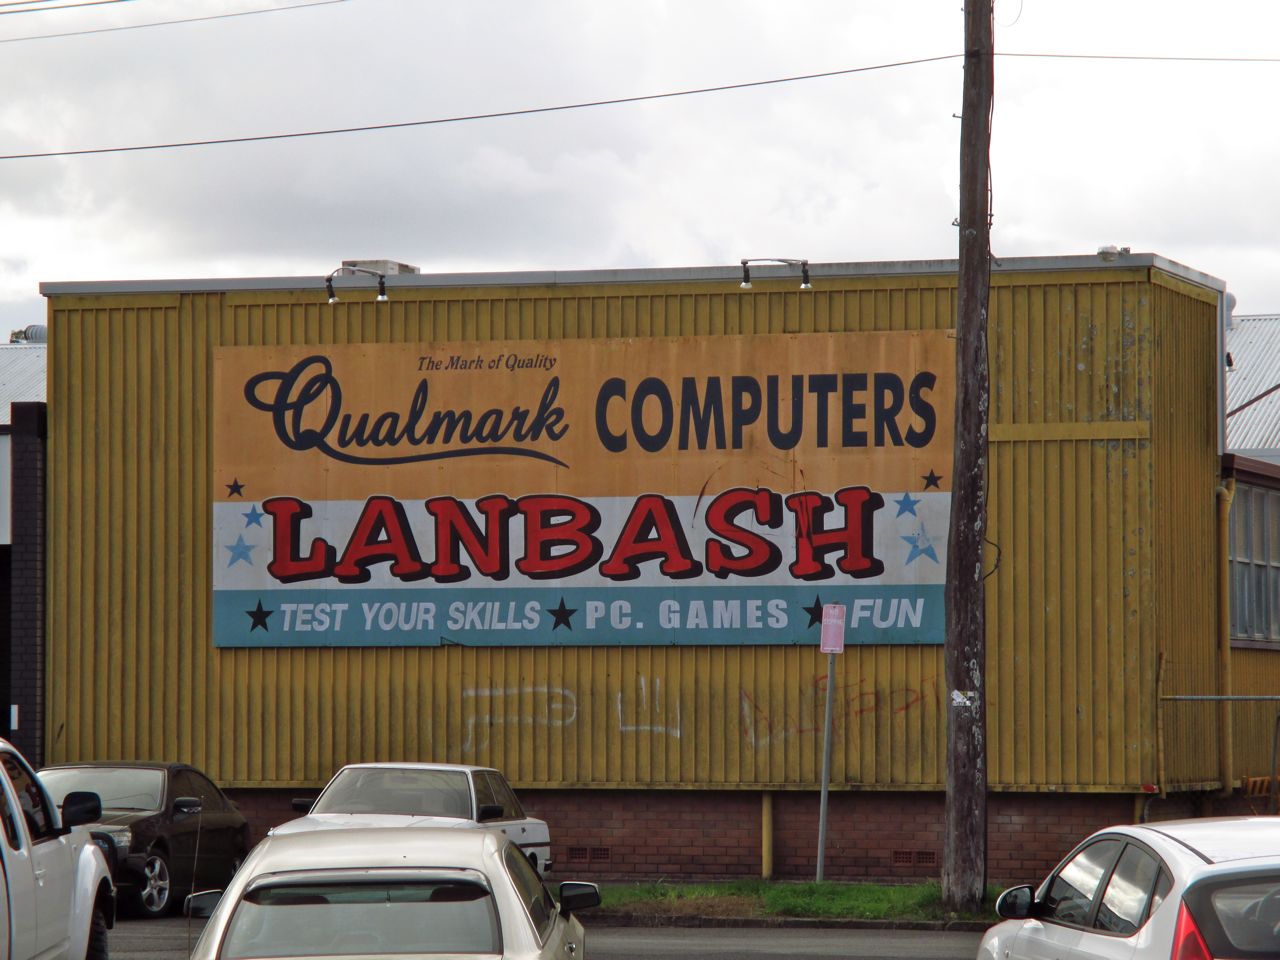 The Mark of Quality
Qualmark COMPUTERS
LANBASH
TEST YOUR SKILLS PC. GAMES FUN